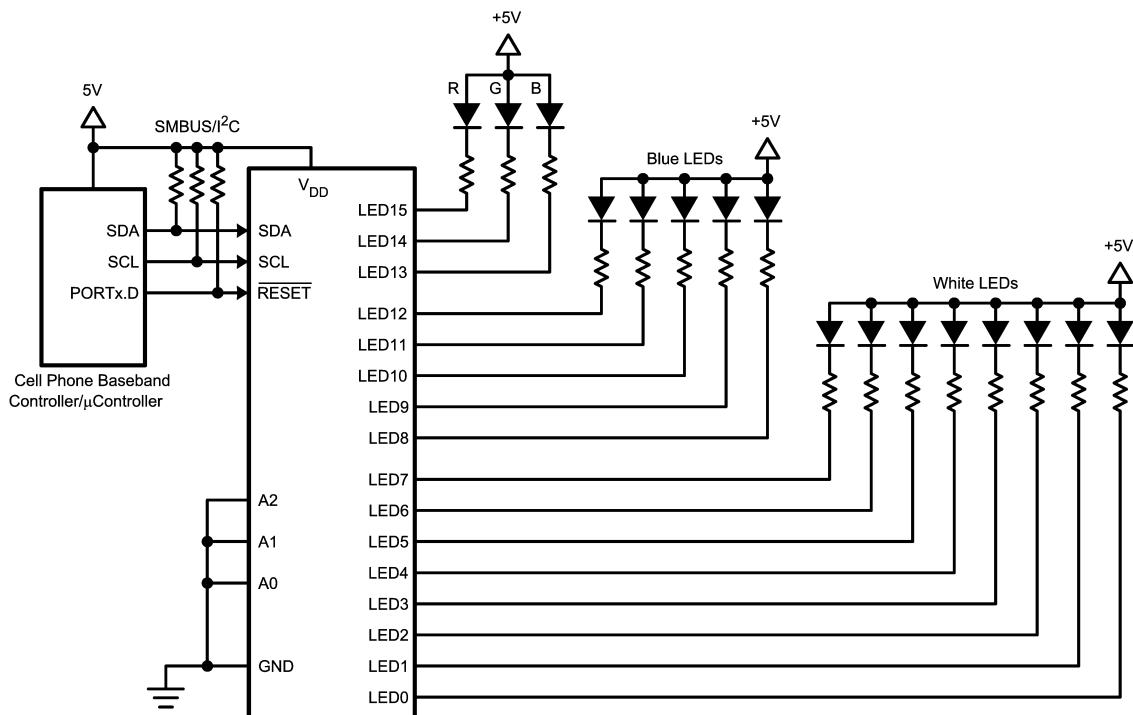 +5V
R G B
5V
SMBUS/I²C
+5V
Blue LEDs
V_DD
LED15
SDA SDA
LED14
SCL SCL
LED13
PORTx.D R̅E̅S̅E̅T̅
+5V
White LEDs
LED12
LED11
LED10
Cell Phone Baseband
Controller/μController
LED9
LED8
LED7
A2
LED6
A1
LED5
A0
LED4
LED3
LED2
GND
LED1
LED0